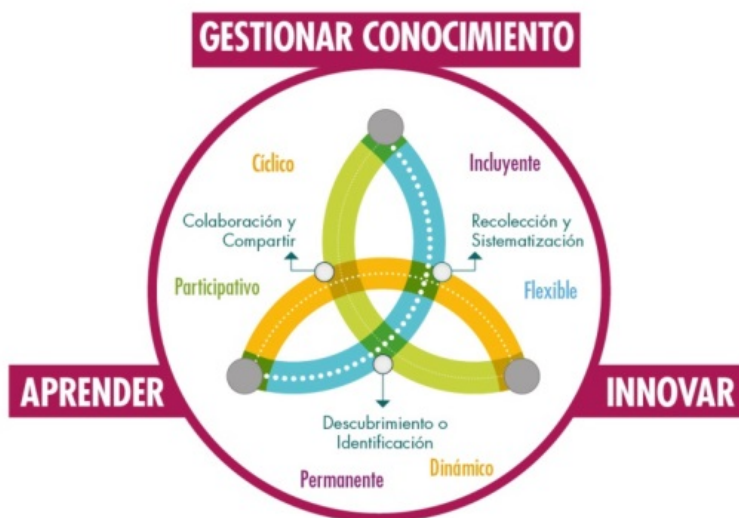 GESTIONAR CONOCIMIENTO
Cíclico
Incluyente
Colaboración y
Compartir
Recolección y
Sistematización
Participativo
Flexible
APRENDER
INNOVAR
Descubrimiento o
Identificación
Permanente
Dinámico